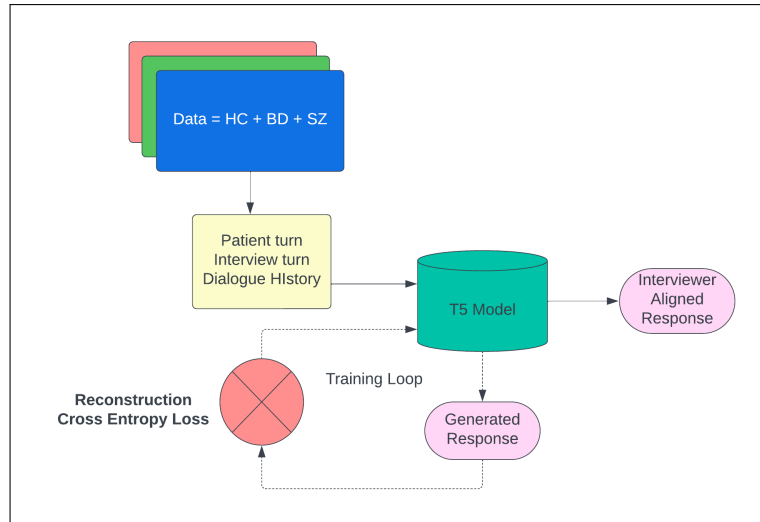 Data = HC + BD + SZ
Patient turn
Interview turn
Dialogue HIstory
T5 Model
Interviewer
Aligned
Response
Training Loop
Reconstruction
Cross Entropy Loss
Generated
Response